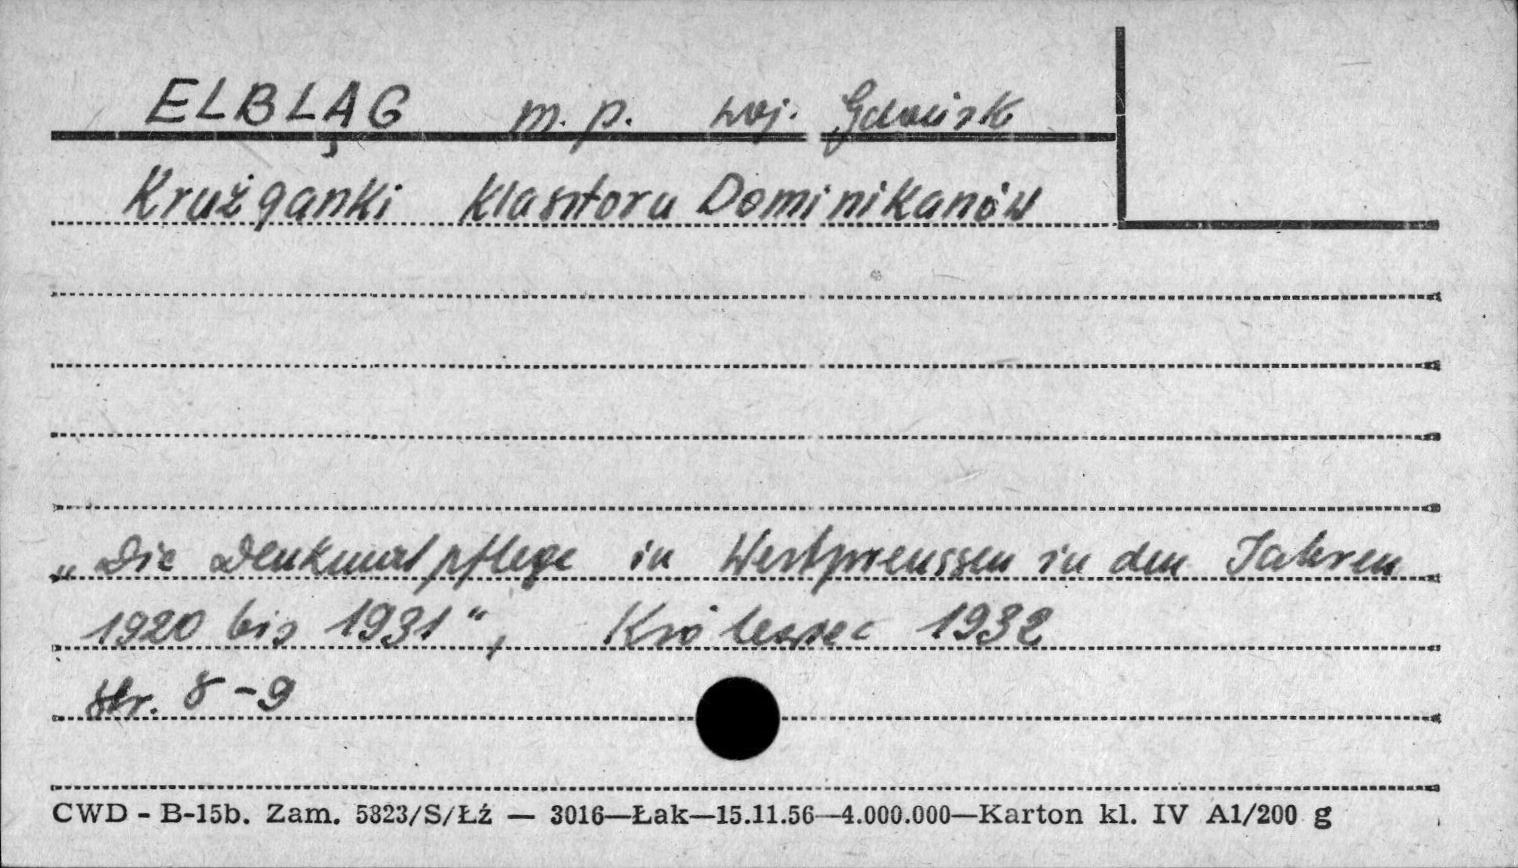 ELBLĄG m. p. woj. Gdańsk
Krużganki Klasztoru Dominikanów
„Die Denkmalpflege in Westpreussen in den Jahren
1920 bis 1931“, Królewiec 1932
str. 8-9
CWD - B-15b. Zam. 5823/S/Łź — 3016—Łak—15.11.56—4.000.000—Karton kl. IV A1/200 g